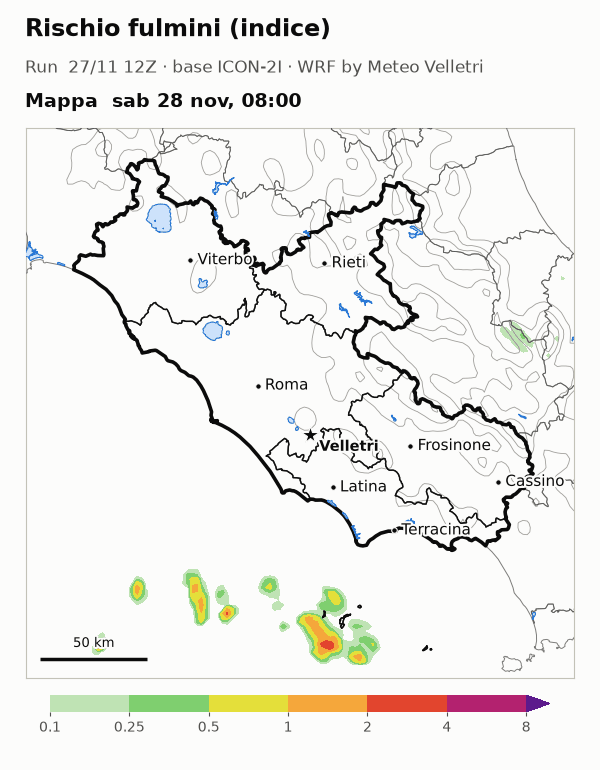 Rischio fulmini (indice)
Run  27/11 12Z · base ICON-2I · WRF by Meteo Velletri
Mappa  sab 28 nov, 08:00
Viterbo
Rieti
Roma
Velletri
Frosinone
Latina
Cassino
Terracina
50 km
0.1 0.25 0.5 1 2 4 8